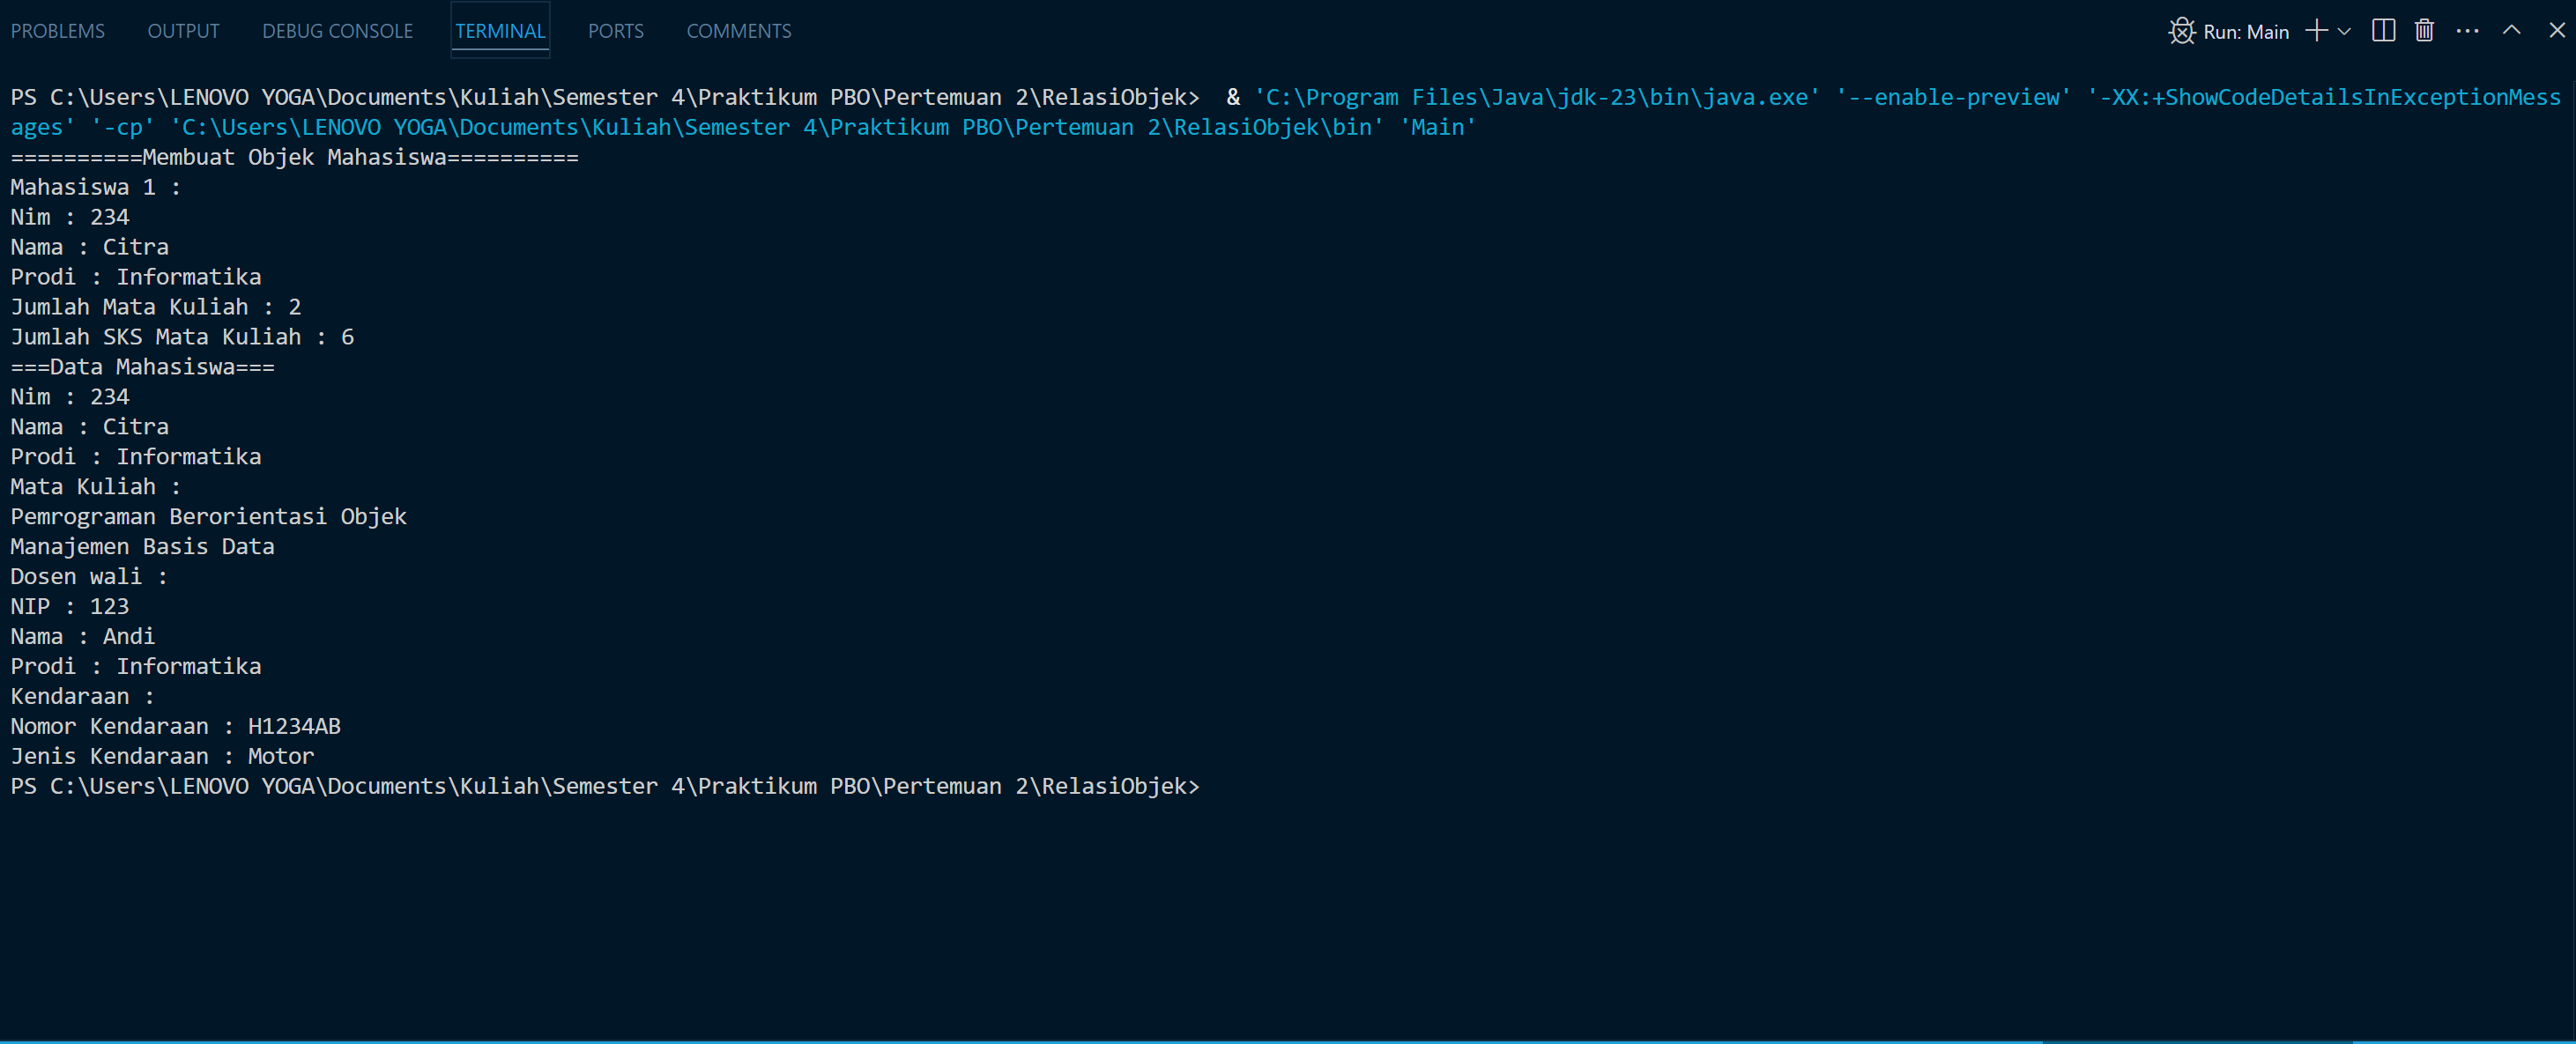 PROBLEMS OUTPUT DEBUG CONSOLE TERMINAL PORTS COMMENTS Run: Main
PS C:\Users\LENOVO YOGA\Documents\Kuliah\Semester 4\Praktikum PBO\Pertemuan 2\RelasiObjek>  & 'C:\Program Files\Java\jdk-23\bin\java.exe' '--enable-preview' '-XX:+ShowCodeDetailsInExceptionMess
ages' '-cp' 'C:\Users\LENOVO YOGA\Documents\Kuliah\Semester 4\Praktikum PBO\Pertemuan 2\RelasiObjek\bin' 'Main'
==========Membuat Objek Mahasiswa==========
Mahasiswa 1 :
Nim : 234
Nama : Citra
Prodi : Informatika
Jumlah Mata Kuliah : 2
Jumlah SKS Mata Kuliah : 6
===Data Mahasiswa===
Nim : 234
Nama : Citra
Prodi : Informatika
Mata Kuliah :
Pemrograman Berorientasi Objek
Manajemen Basis Data
Dosen wali :
NIP : 123
Nama : Andi
Prodi : Informatika
Kendaraan :
Nomor Kendaraan : H1234AB
Jenis Kendaraan : Motor
PS C:\Users\LENOVO YOGA\Documents\Kuliah\Semester 4\Praktikum PBO\Pertemuan 2\RelasiObjek>